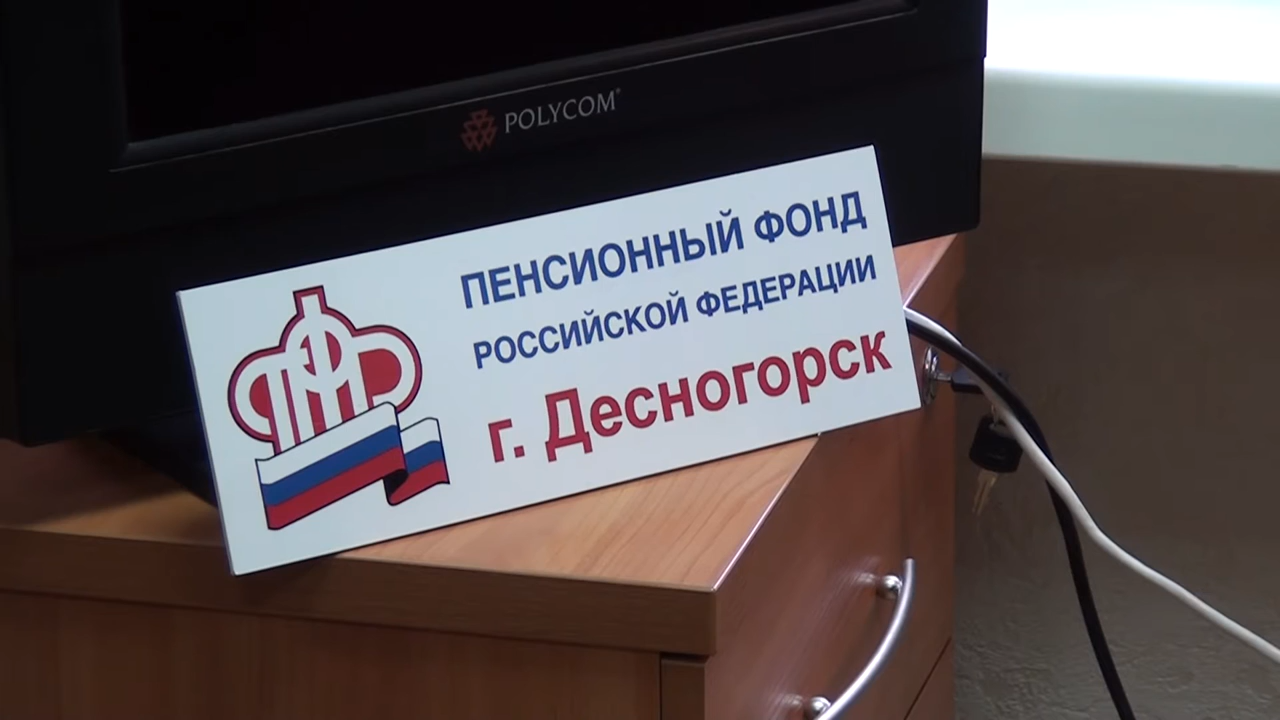 POLYCOM
ПЕНСИОННЫЙ ФОНД
РОССИЙСКОЙ ФЕДЕРАЦИИ
г. Десногорск